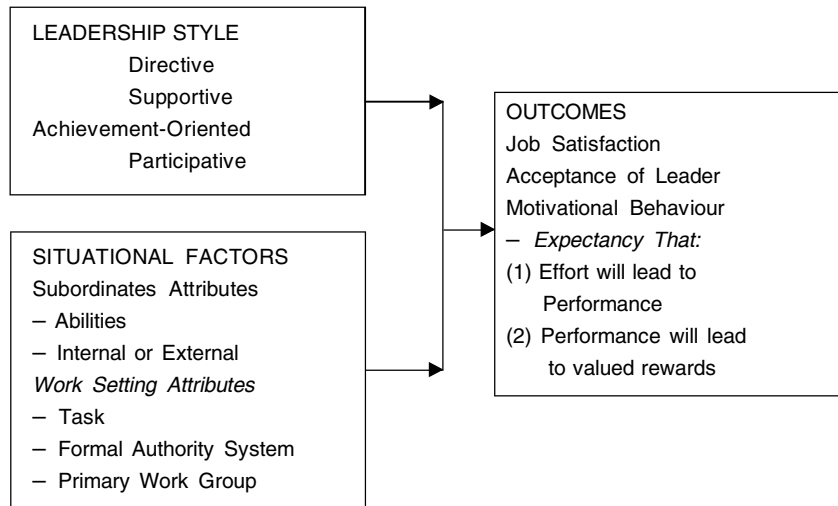 LEADERSHIP STYLE
Directive
Supportive
Achievement-Oriented
Participative
SITUATIONAL FACTORS
Subordinates Attributes
– Abilities
– Internal or External
Work Setting Attributes
– Task
– Formal Authority System
– Primary Work Group
OUTCOMES
Job Satisfaction
Acceptance of Leader
Motivational Behaviour
– Expectancy That:
(1) Effort will lead to
Performance
(2) Performance will lead
to valued rewards